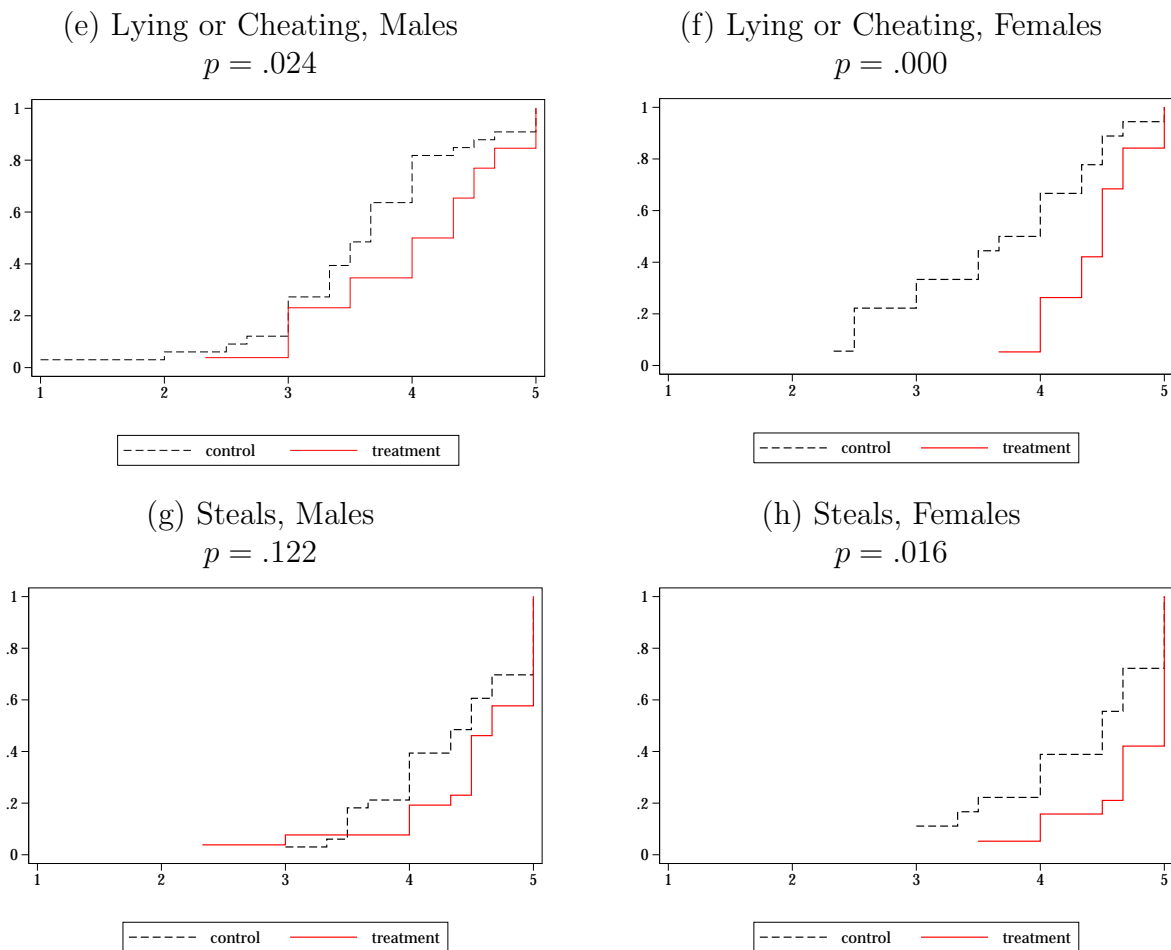 (e) Lying or Cheating, Males
p = .024
1
.8
.6
.4
.2
0
1 2 3 4 5
control treatment
(f) Lying or Cheating, Females
p = .000
1
.8
.6
.4
.2
0
1 2 3 4 5
control treatment
(g) Steals, Males
p = .122
1
.8
.6
.4
.2
0
1 2 3 4 5
control treatment
(h) Steals, Females
p = .016
1
.8
.6
.4
.2
0
1 2 3 4 5
control treatment